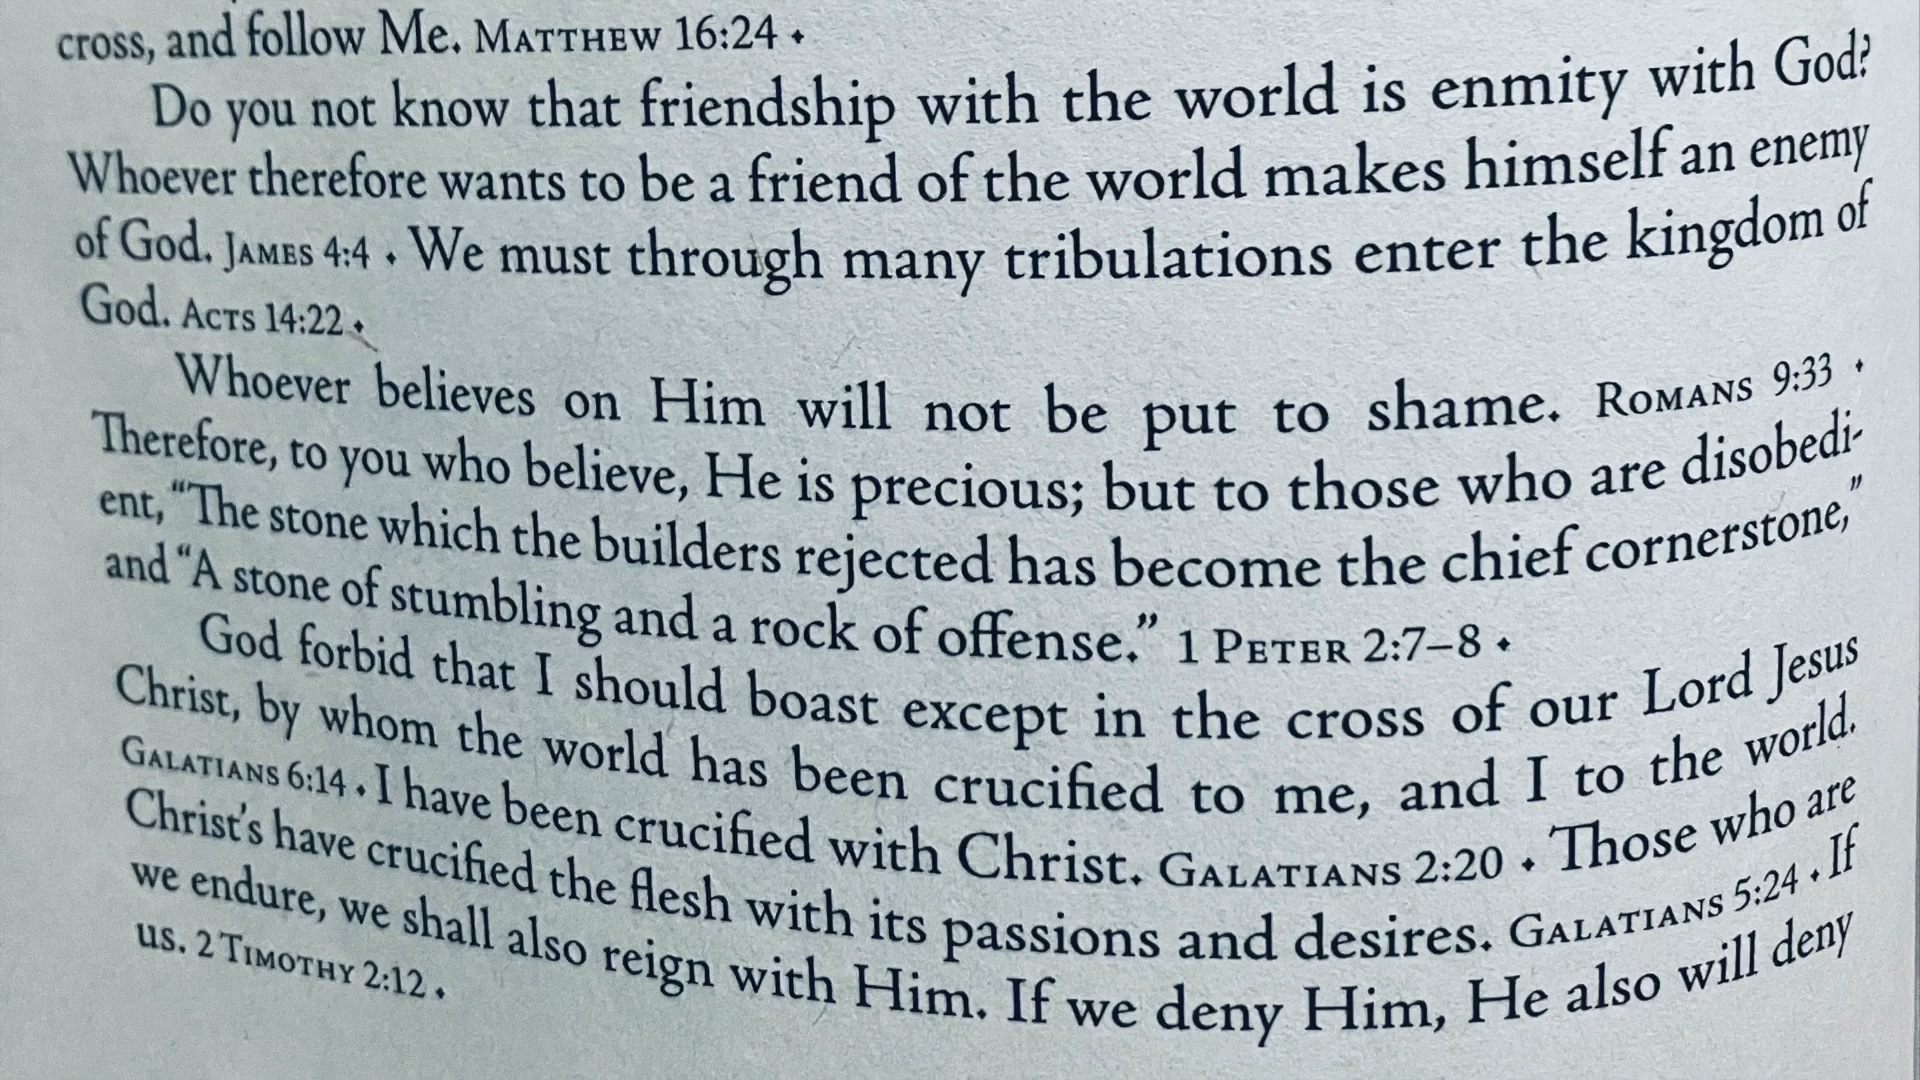 cross, and follow Me. MATTHEW 16:24 ⬩
Do you not know that friendship with the world is enmity with God?
Whoever therefore wants to be a friend of the world makes himself an enemy
of God. JAMES 4:4 ⬩ We must through many tribulations enter the kingdom of
God. ACTS 14:22 ⬩
Whoever believes on Him will not be put to shame. ROMANS 9:33 ⬩
Therefore, to you who believe, He is precious; but to those who are disobedi-
ent, “The stone which the builders rejected has become the chief cornerstone,”
and “A stone of stumbling and a rock of offense.” 1 PETER 2:7–8 ⬩
God forbid that I should boast except in the cross of our Lord Jesus
Christ, by whom the world has been crucified to me, and I to the world.
GALATIANS 6:14 ⬩ I have been crucified with Christ. GALATIANS 2:20 ⬩ Those who are
Christ’s have crucified the flesh with its passions and desires. GALATIANS 5:24 ⬩ If
we endure, we shall also reign with Him. If we deny Him, He also will deny
us. 2 TIMOTHY 2:12 ⬩